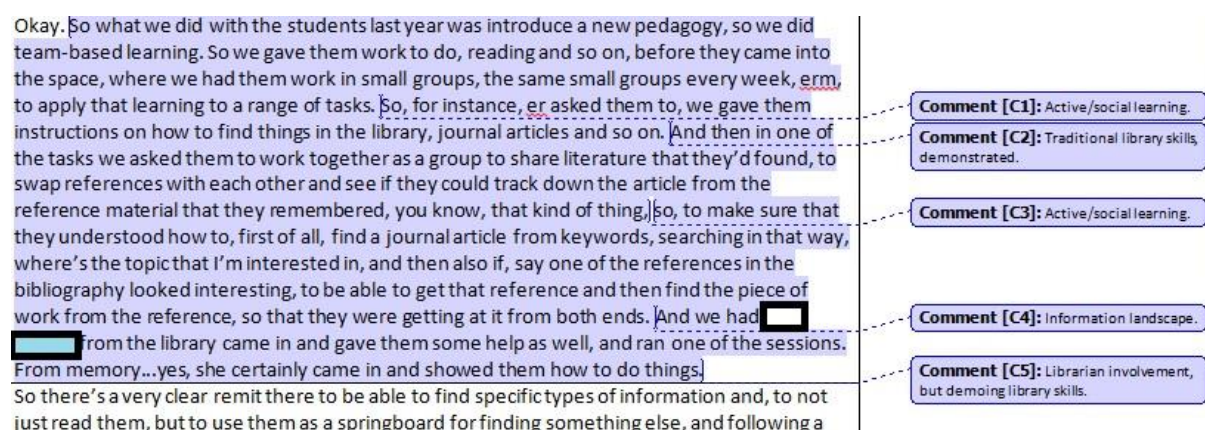 Okay. So what we did with the students last year was introduce a new pedagogy, so we did
team-based learning. So we gave them work to do, reading and so on, before they came into
the space, where we had them work in small groups, the same small groups every week, erm,
to apply that learning to a range of tasks. So, for instance, er asked them to, we gave them
instructions on how to find things in the library, journal articles and so on. And then in one of
the tasks we asked them to work together as a group to share literature that they'd found, to
swap references with each other and see if they could track down the article from the
reference material that they remembered, you know, that kind of thing, so, to make sure that
they understood how to, first of all, find a journal article from keywords, searching in that way,
where's the topic that I'm interested in, and then also if, say one of the references in the
bibliography looked interesting, to be able to get that reference and then find the piece of
work from the reference, so that they were getting at it from both ends. And we had
from the library came in and gave them some help as well, and ran one of the sessions.
From memory...yes, she certainly came in and showed them how to do things.
So there's a very clear remit there to be able to find specific types of information and, to not
just read them, but to use them as a springboard for finding something else, and following a
Comment [C1]: Active/social learning.
Comment [C2]: Traditional library skills,
demonstrated.
Comment [C3]: Active/social learning.
Comment [C4]: Information landscape.
Comment [C5]: Librarian involvement,
but demoing library skills.